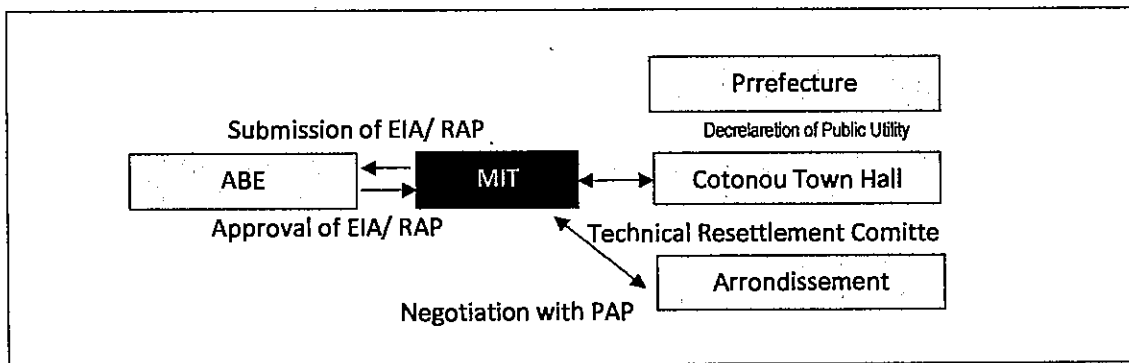 Prrefecture
Decrelaretion of Public Utility
Submission of EIA/ RAP
ABE
MIT
Cotonou Town Hall
Approval of EIA/ RAP
Technical Resettlement Comitte
Arrondissement
Negotiation with PAP